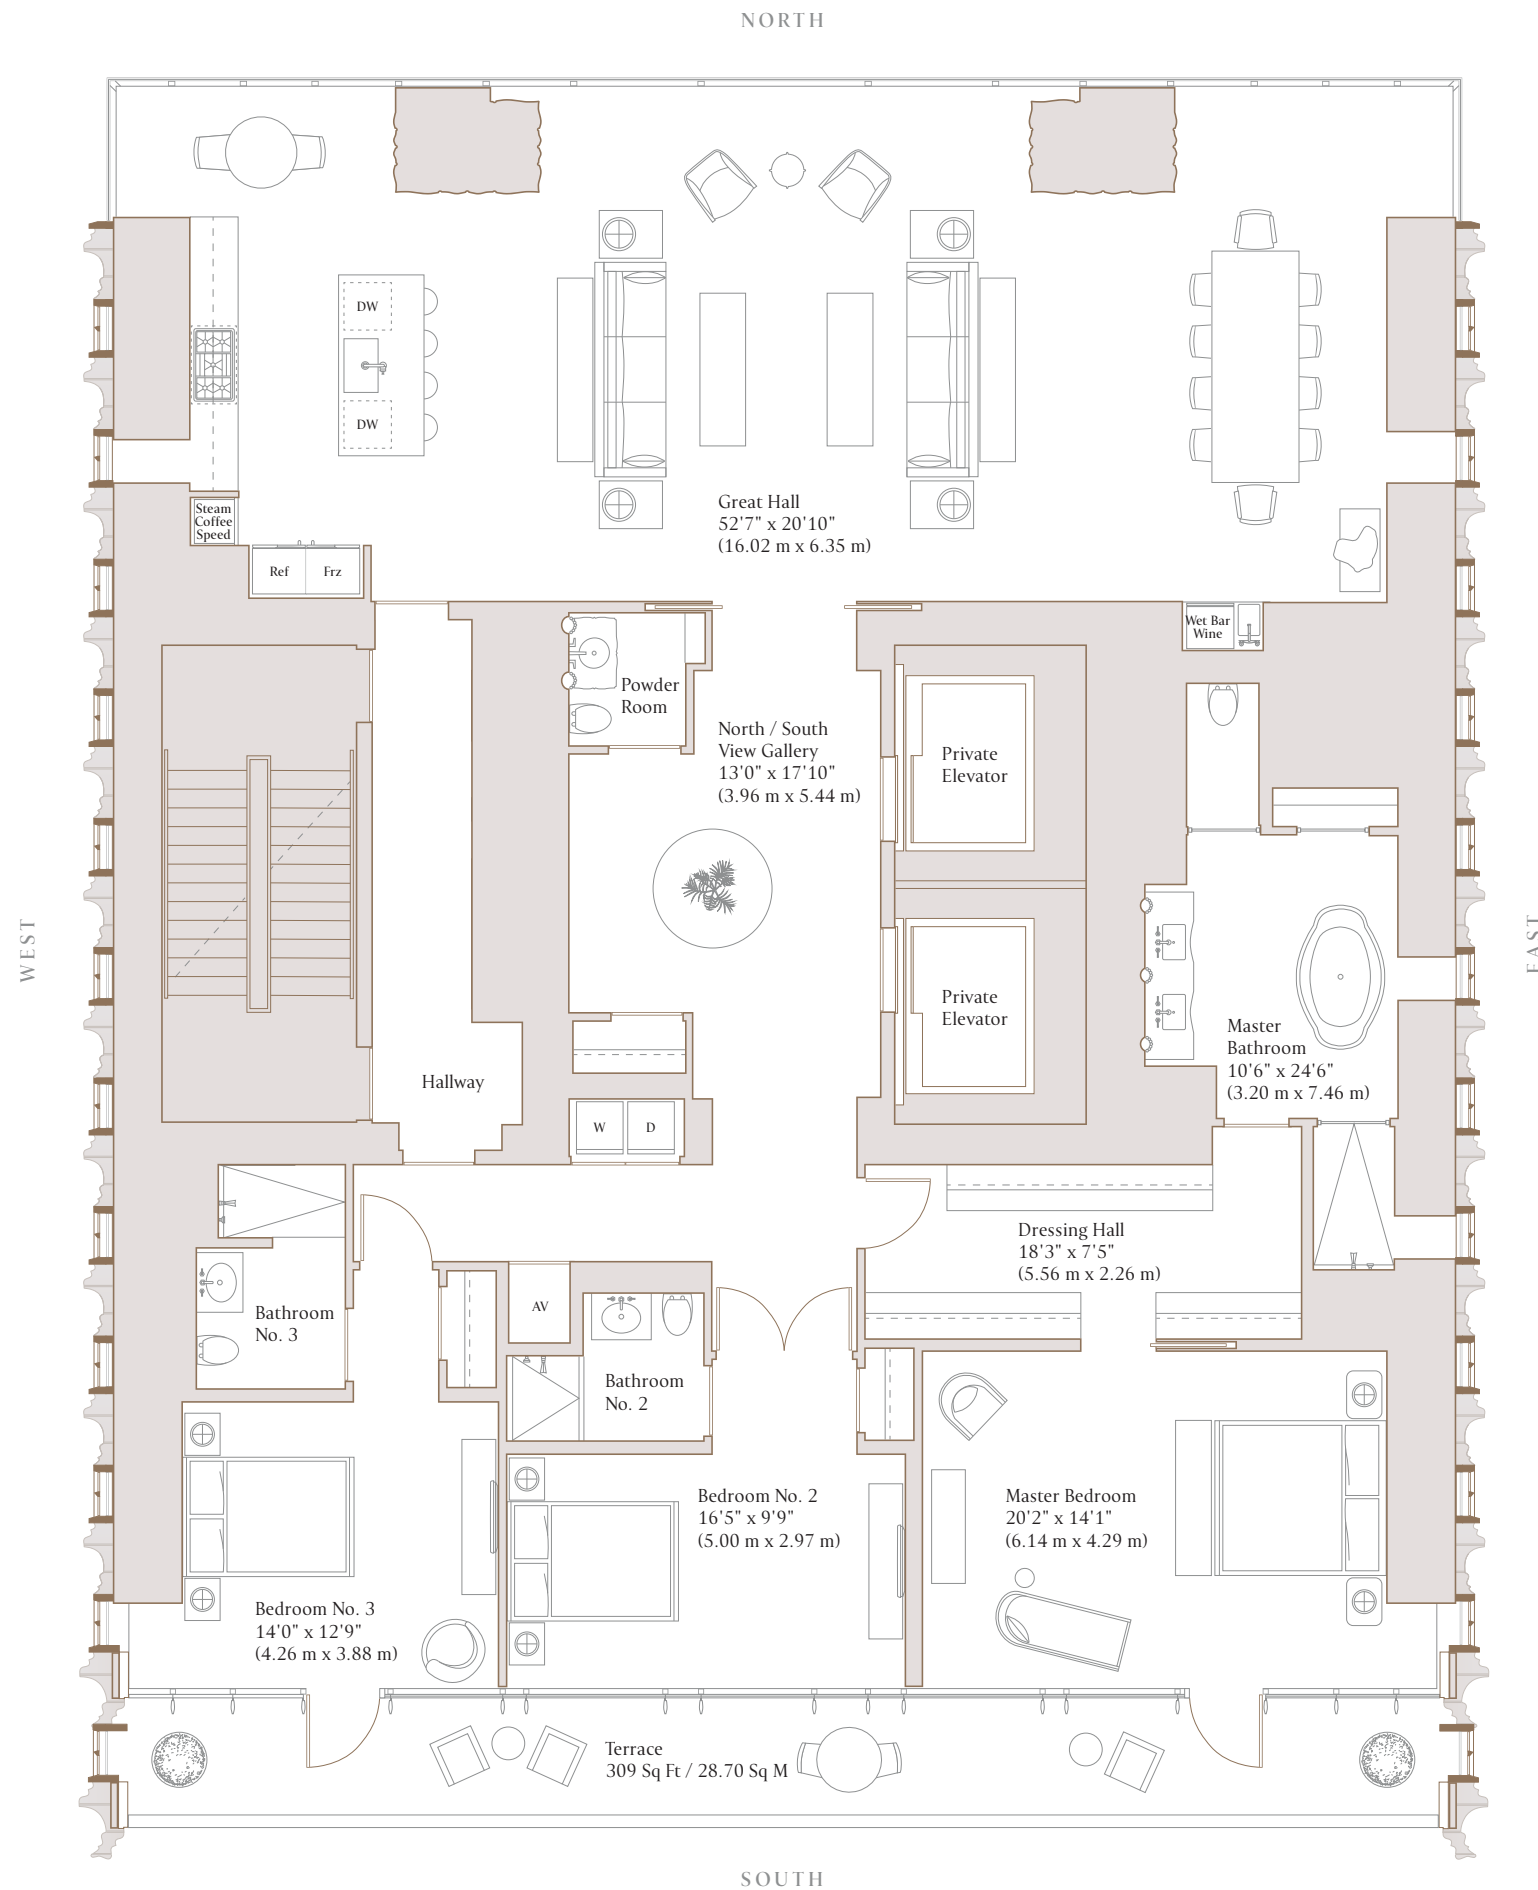 NORTH
DW
DW
Great Hall
52'7" x 20'10"
(16.02 m x 6.35 m)
Steam
Coffee
Speed
Ref
Frz
Wet Bar
Wine
Powder
Room
North / South
View Gallery
13'0" x 17'10"
(3.96 m x 5.44 m)
Private
Elevator
WEST
EAST
Private
Elevator
Master
Bathroom
10'6" x 24'6"
(3.20 m x 7.46 m)
Hallway
W
D
Dressing Hall
18'3" x 7'5"
(5.56 m x 2.26 m)
Bathroom
No. 3
AV
Bathroom
No. 2
Bedroom No. 2
16'5" x 9'9"
(5.00 m x 2.97 m)
Master Bedroom
20'2" x 14'1"
(6.14 m x 4.29 m)
Bedroom No. 3
14'0" x 12'9"
(4.26 m x 3.88 m)
Terrace
309 Sq Ft / 28.70 Sq M
SOUTH